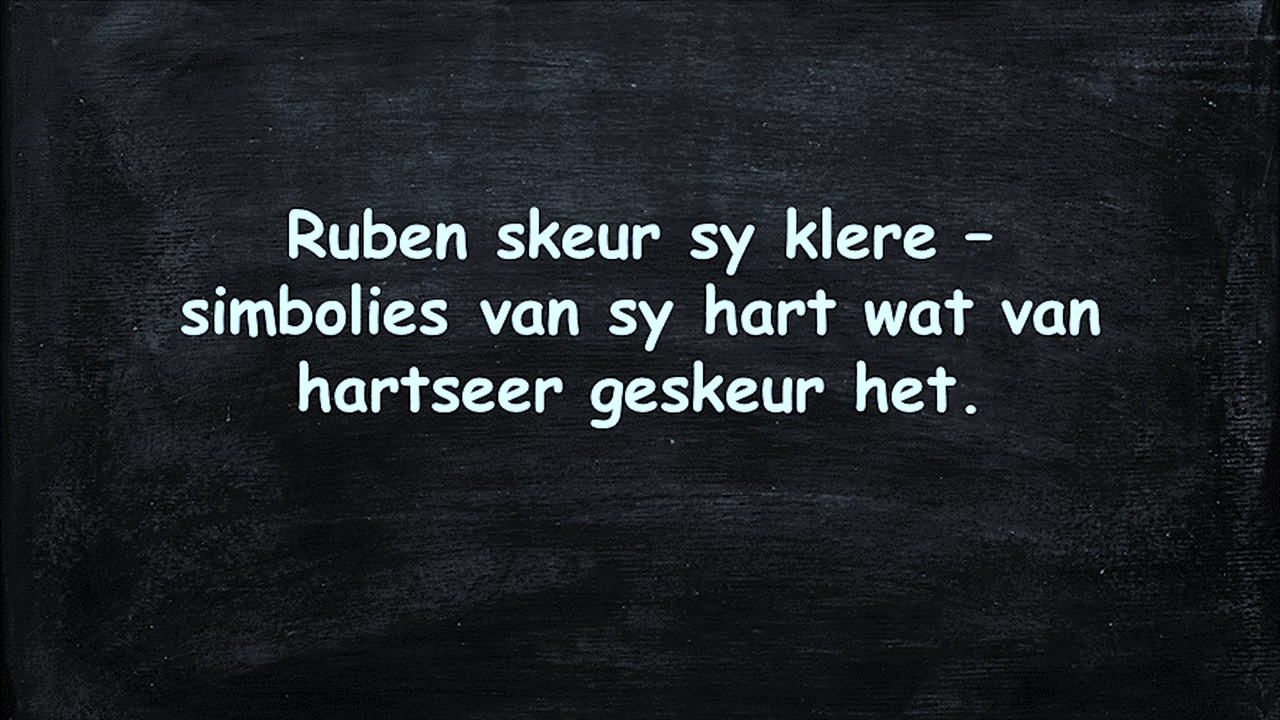 Ruben skeur sy klere –
simbolies van sy hart wat van
hartseer geskeur het.